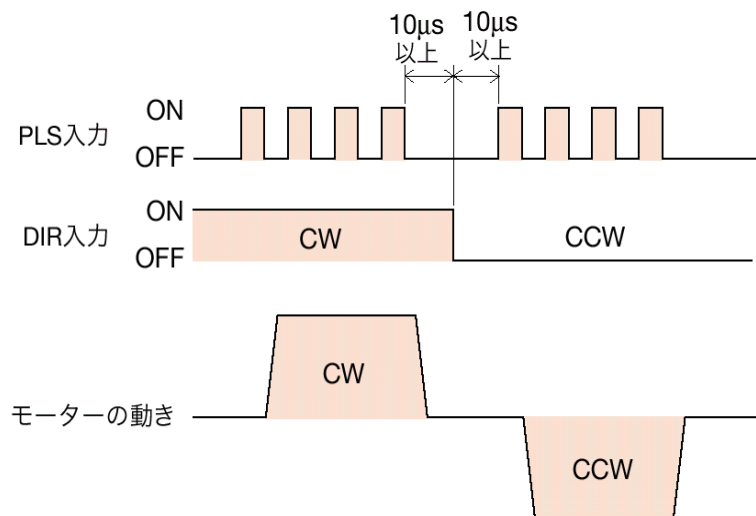 10μs
以上
10μs
以上
ON
PLS入力
OFF
ON
DIR入力
CW
CCW
OFF
CW
モーターの動き
CCW